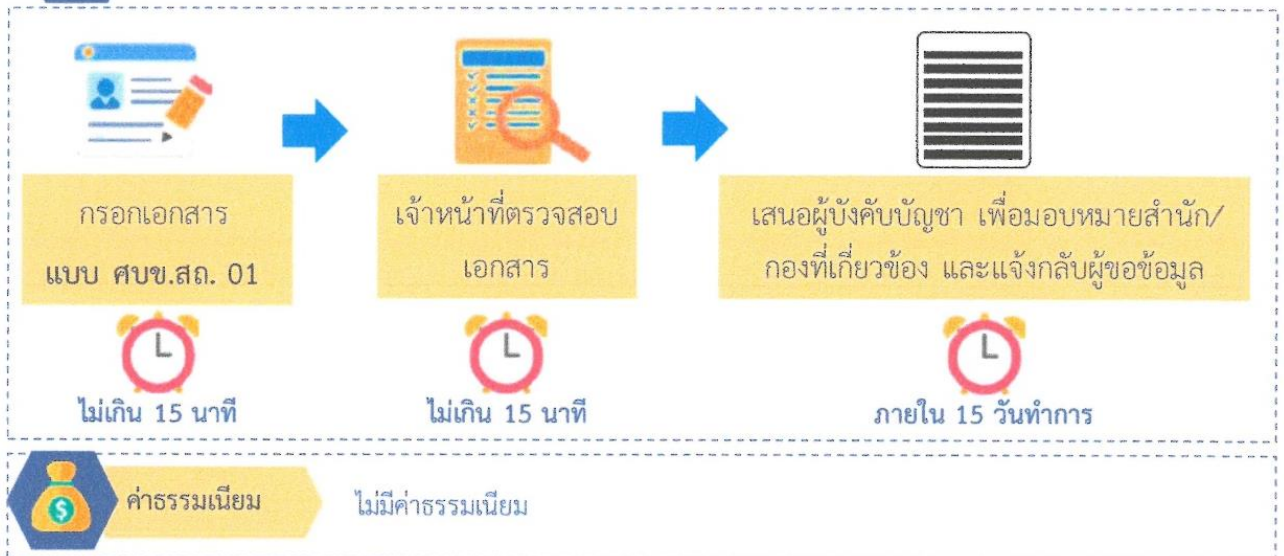 กรอกเอกสาร
แบบ ศบข.สถ. 01
ไม่เกิน 15 นาที
เจ้าหน้าที่ตรวจสอบ
เอกสาร
ไม่เกิน 15 นาที
เสนอผู้บังคับบัญชา เพื่อมอบหมายสำนัก/
กองที่เกี่ยวข้อง และแจ้งกลับผู้ขอข้อมูล
ภายใน 15 วันทำการ
ค่าธรรมเนียม
ไม่มีค่าธรรมเนียม